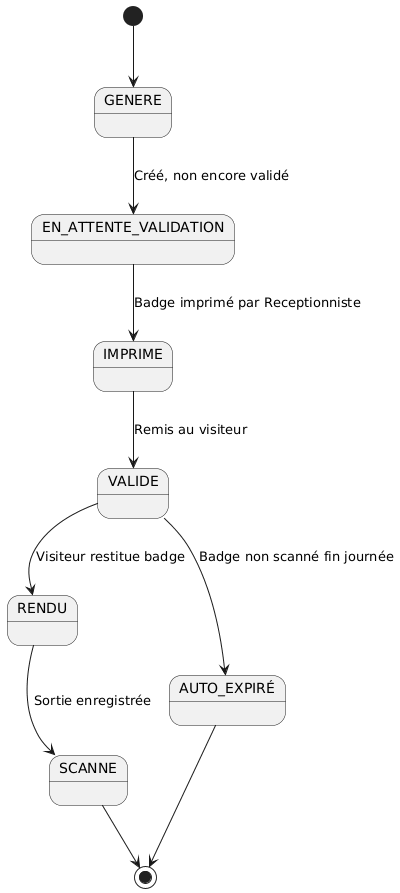 GENERE
Créé, non encore validé
EN_ATTENTE_VALIDATION
Badge imprimé par Receptionniste
IMPRIME
Remis au visiteur
VALIDE
Visiteur restitue badge
Badge non scanné fin journée
RENDU
AUTO_EXPIRÉ
Sortie enregistrée
SCANNE